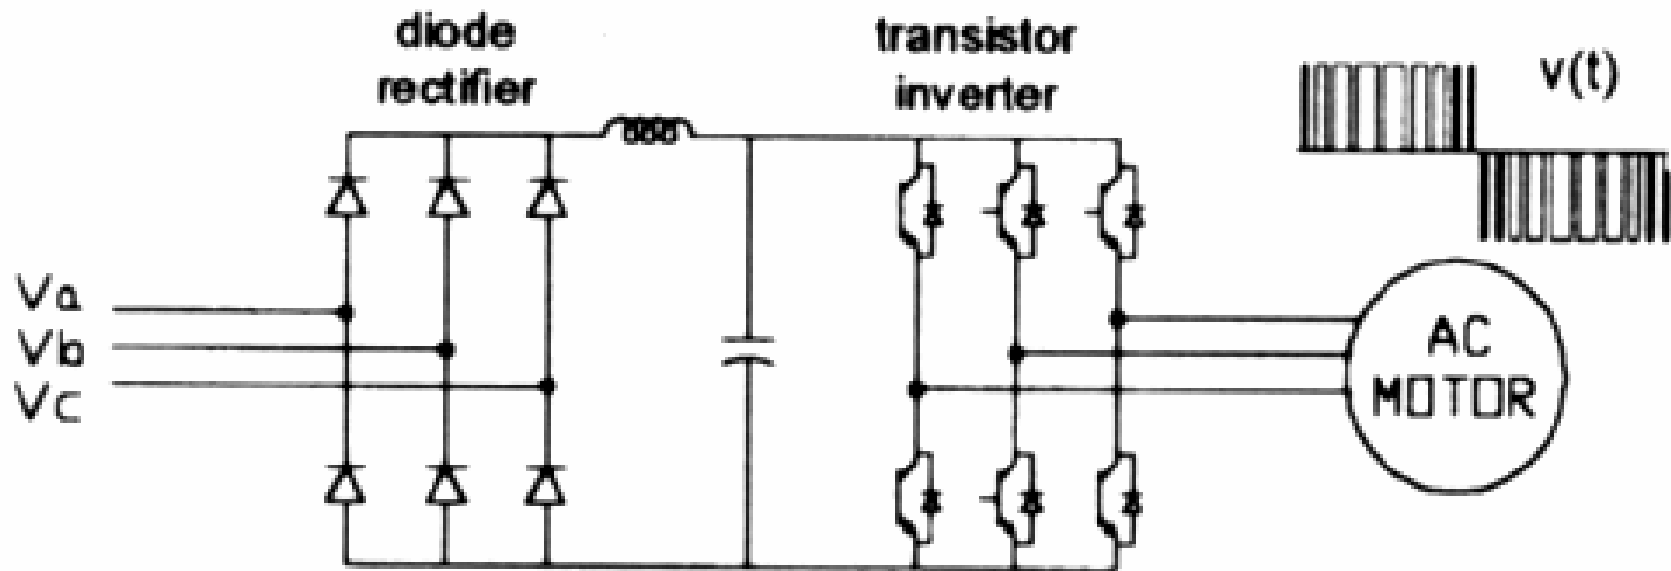 diode
rectifier
transistor
inverter
v(t)
Va
Vb
Vc
AC
MOTOR